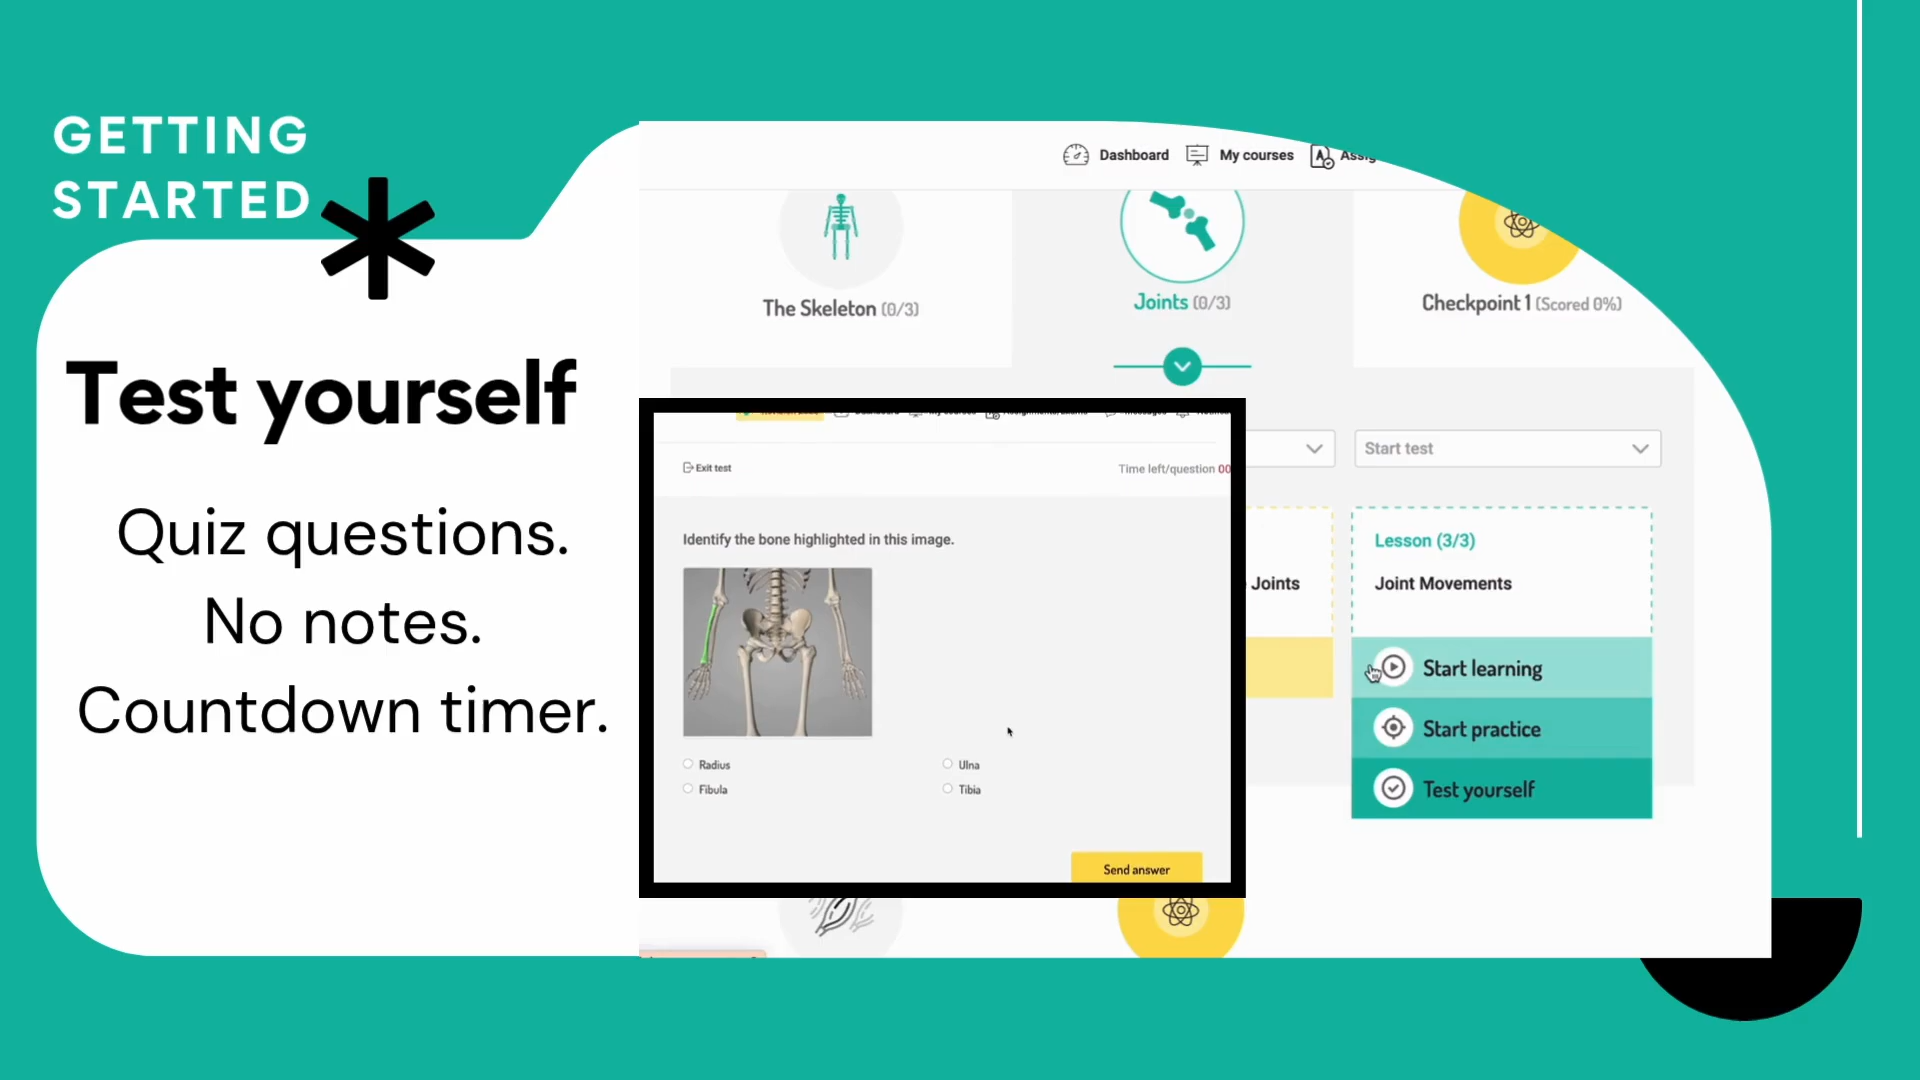 GETTING
STARTED
Test yourself
Quiz questions.
No notes.
Countdown timer.
Dashboard My courses
The Skeleton (0/3)
Joints (0/3)
Checkpoint 1 (Scored 0%)
Start test
Exit test
Time left/question 00
Identify the bone highlighted in this image.
Radius
Ulna
Fibula
Tibia
Send answer
Joints
Lesson (3/3)
Joint Movements
Start learning
Start practice
Test yourself